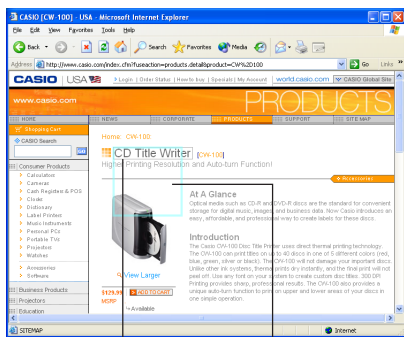 CASIO [CW-100] - USA - Microsoft Internet Explorer
File Edit View Favorites Tools Help
Back Search Favorites Media
Address http://www.casio.com/index.cfm?fuseaction=products.detail&product=CW%2D100 Go Links
CASIO USA > Login | Order Status | How to buy | Specials | My Account world.casio.com CASIO Global Site
www.casio.com PRODUCTS
HOME NEWS CORPORATE PRODUCTS SUPPORT SITE MAP
Shopping Cart
CASIO Search
Home: CW-100:
CD Title Writer [CW-100]
Higher Printing Resolution and Auto-turn Function!
Accessories
Consumer Products
Calculators
Cameras
Cash Registers & POS
Clocks
Dictionary
Label Printers
Music Instruments
Personal PCs
Portable TVs
Projectors
Watches
Accessories
Software
Business Products
Projectors
Education
At A Glance
Optical media such as CD-R and DVD-R discs are the standard for convenient
storage for digital music, images, and business data. Now Casio introduces an
easy, affordable, and professional way to create labels for these discs.
Introduction
The Casio CW-100 Disc Title Printer uses direct thermal printing technology.
The CW-100 can print titles on up to 40 discs in one of 5 different colors (red,
blue, green, silver or black). The CW-100 will not damage your important discs.
Unlike other ink systems, thermal prints dry instantly, and the final print will not
peel off. Use any font on your system to create custom disc titles. 300 DPI
Printing provides sharp, professional results. The CW-100 also provides a
unique auto-turn function to print on upper and lower areas of your discs in
one simple operation.
View Larger
$129.99 ADD TO CART
MSRP
Available
SITEMAP Internet